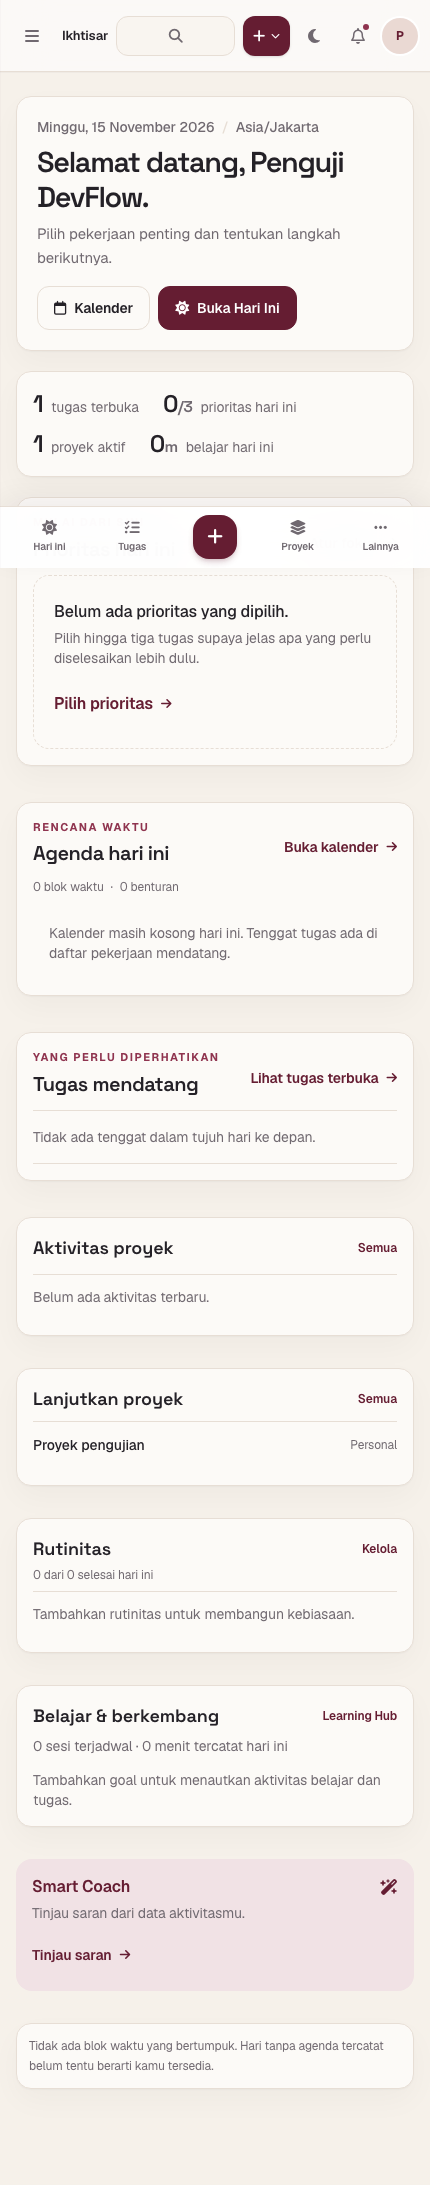 Ikhtisar
P
Minggu, 15 November 2026 / Asia/Jakarta
Selamat datang, Penguji
DevFlow.
Pilih pekerjaan penting dan tentukan langkah
berikutnya.
Kalender
Buka Hari Ini
1 tugas terbuka 0/3 prioritas hari ini
1 proyek aktif 0m belajar hari ini
Hari ini
Tugas
Proyek
Lainnya
Belum ada prioritas yang dipilih.
Pilih hingga tiga tugas supaya jelas apa yang perlu
diselesaikan lebih dulu.
Pilih prioritas →
RENCANA WAKTU
Agenda hari ini
Buka kalender →
0 blok waktu · 0 benturan
Kalender masih kosong hari ini. Tenggat tugas ada di
daftar pekerjaan mendatang.
YANG PERLU DIPERHATIKAN
Tugas mendatang
Lihat tugas terbuka →
Tidak ada tenggat dalam tujuh hari ke depan.
Aktivitas proyek
Semua
Belum ada aktivitas terbaru.
Lanjutkan proyek
Semua
Proyek pengujian
Personal
Rutinitas
Kelola
0 dari 0 selesai hari ini
Tambahkan rutinitas untuk membangun kebiasaan.
Belajar & berkembang
Learning Hub
0 sesi terjadwal · 0 menit tercatat hari ini
Tambahkan goal untuk menautkan aktivitas belajar dan
tugas.
Smart Coach
Tinjau saran dari data aktivitasmu.
Tinjau saran →
Tidak ada blok waktu yang bertumpuk. Hari tanpa agenda tercatat
belum tentu berarti kamu tersedia.